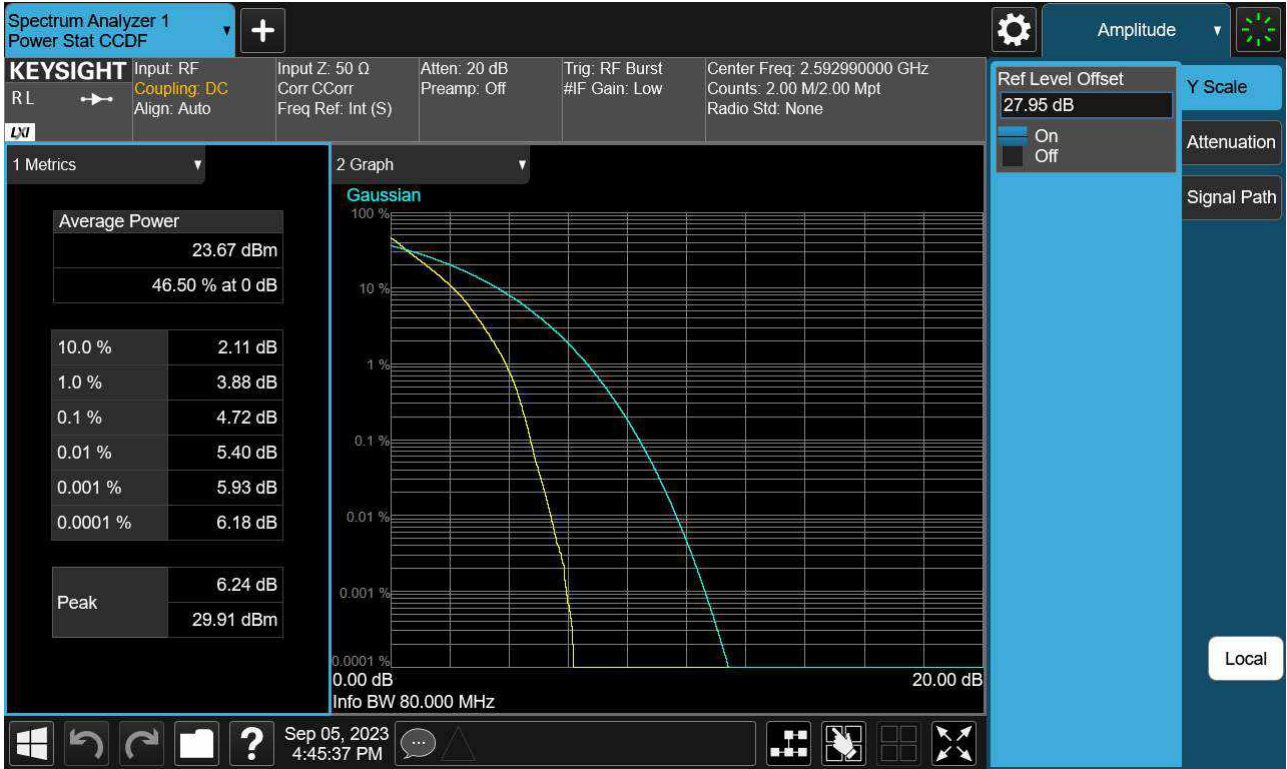 Spectrum Analyzer 1
Power Stat CCDF
+
Amplitude
KEYSIGHT
RL
LXI
Input: RF
Coupling: DC
Align: Auto
Input Z: 50 Ω
Corr CCorr
Freq Ref: Int (S)
Atten: 20 dB
Preamp: Off
Trig: RF Burst
#IF Gain: Low
Center Freq: 2.592990000 GHz
Counts: 2.00 M/2.00 Mpt
Radio Std: None
Ref Level Offset
27.95 dB
On
Off
Y Scale
Attenuation
Signal Path
Local
1 Metrics
Average Power
23.67 dBm
46.50 % at 0 dB
10.0 % 2.11 dB
1.0 % 3.88 dB
0.1 % 4.72 dB
0.01 % 5.40 dB
0.001 % 5.93 dB
0.0001 % 6.18 dB
Peak
6.24 dB
29.91 dBm
2 Graph
Gaussian
100 %
10 %
1 %
0.1 %
0.01 %
0.001 %
0.0001 %
0.00 dB 20.00 dB
Info BW 80.000 MHz
?
Sep 05, 2023
4:45:37 PM